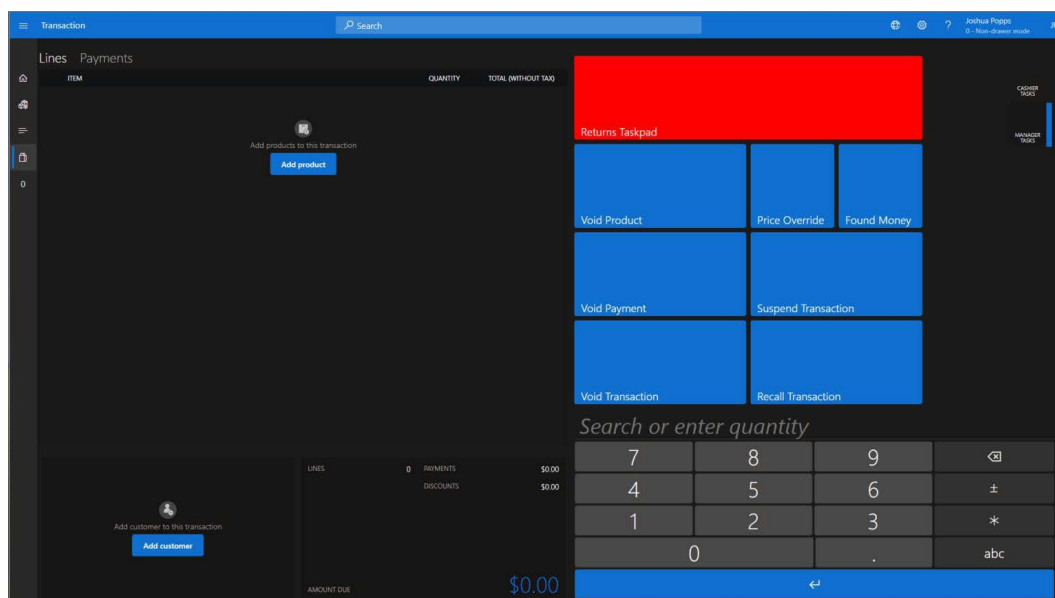 Transaction
Search
Joshua Popps
0 - Non-drawer mode
?
Lines Payments
ITEM QUANTITY TOTAL (WITHOUT TAX)
Add products to this transaction
Add product
0
Returns Taskpad
Void Product
Price Override
Found Money
Void Payment
Suspend Transaction
Void Transaction
Recall Transaction
CASHIER
TASKS
MANAGER
TASKS
Add customer to this transaction
Add customer
LINES 0
PAYMENTS $0.00
DISCOUNTS $0.00
AMOUNT DUE $0.00
Search or enter quantity
7 8 9
4 5 6 ±
1 2 3 *
0 . abc